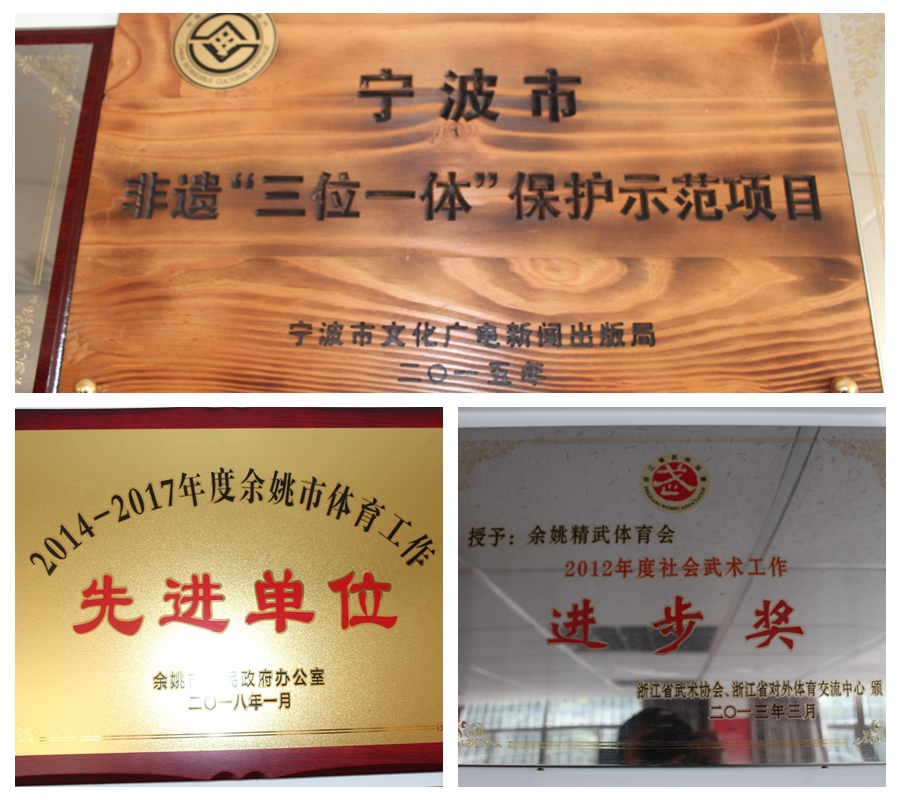 宁波市
非遗“三位一体”保护示范项目
宁波市文化广电新闻出版局
二〇一五年
2014-2017年度余姚市体育工作
先进单位
余姚 民政府办公室
二〇一八年一月
授予：余姚精武体育会
2012年度社会武术工作
进步奖
浙江省武术协会、浙江省对外体育交流中心 颁
二〇一三年三月